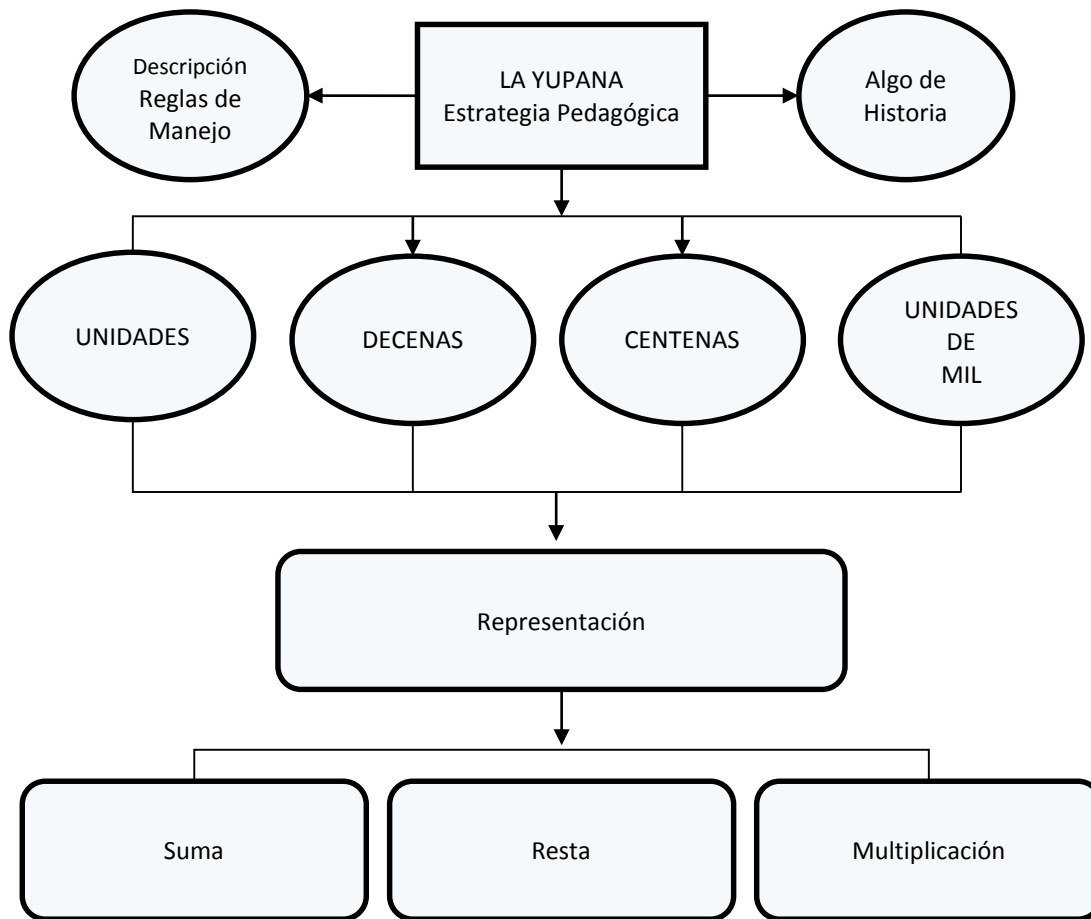 Descripción
Reglas de
Manejo
LA YUPANA
Estrategia Pedagógica
Algo de
Historia
UNIDADES
DECENAS
CENTENAS
UNIDADES
DE
MIL
Representación
Suma
Resta
Multiplicación